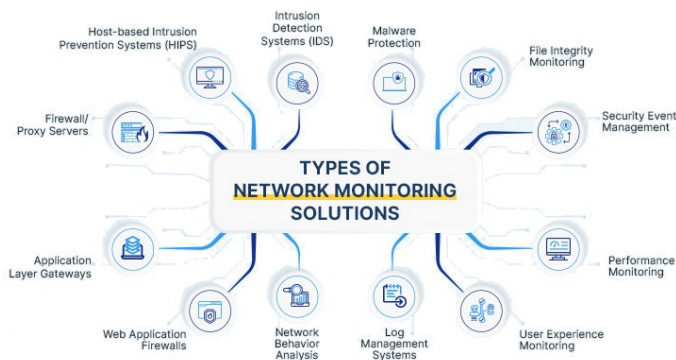 Host-based Intrusion
Prevention Systems (HIPS)
Intrusion
Detection
Systems (IDS)
Malware
Protection
File Integrity
Monitoring
Firewall/
Proxy Servers
Security Event
Management
TYPES OF
NETWORK MONITORING
SOLUTIONS
Application
Layer Gateways
Performance
Monitoring
Web Application
Firewalls
Network
Behavior
Analysis
Log
Management
Systems
User Experience
Monitoring